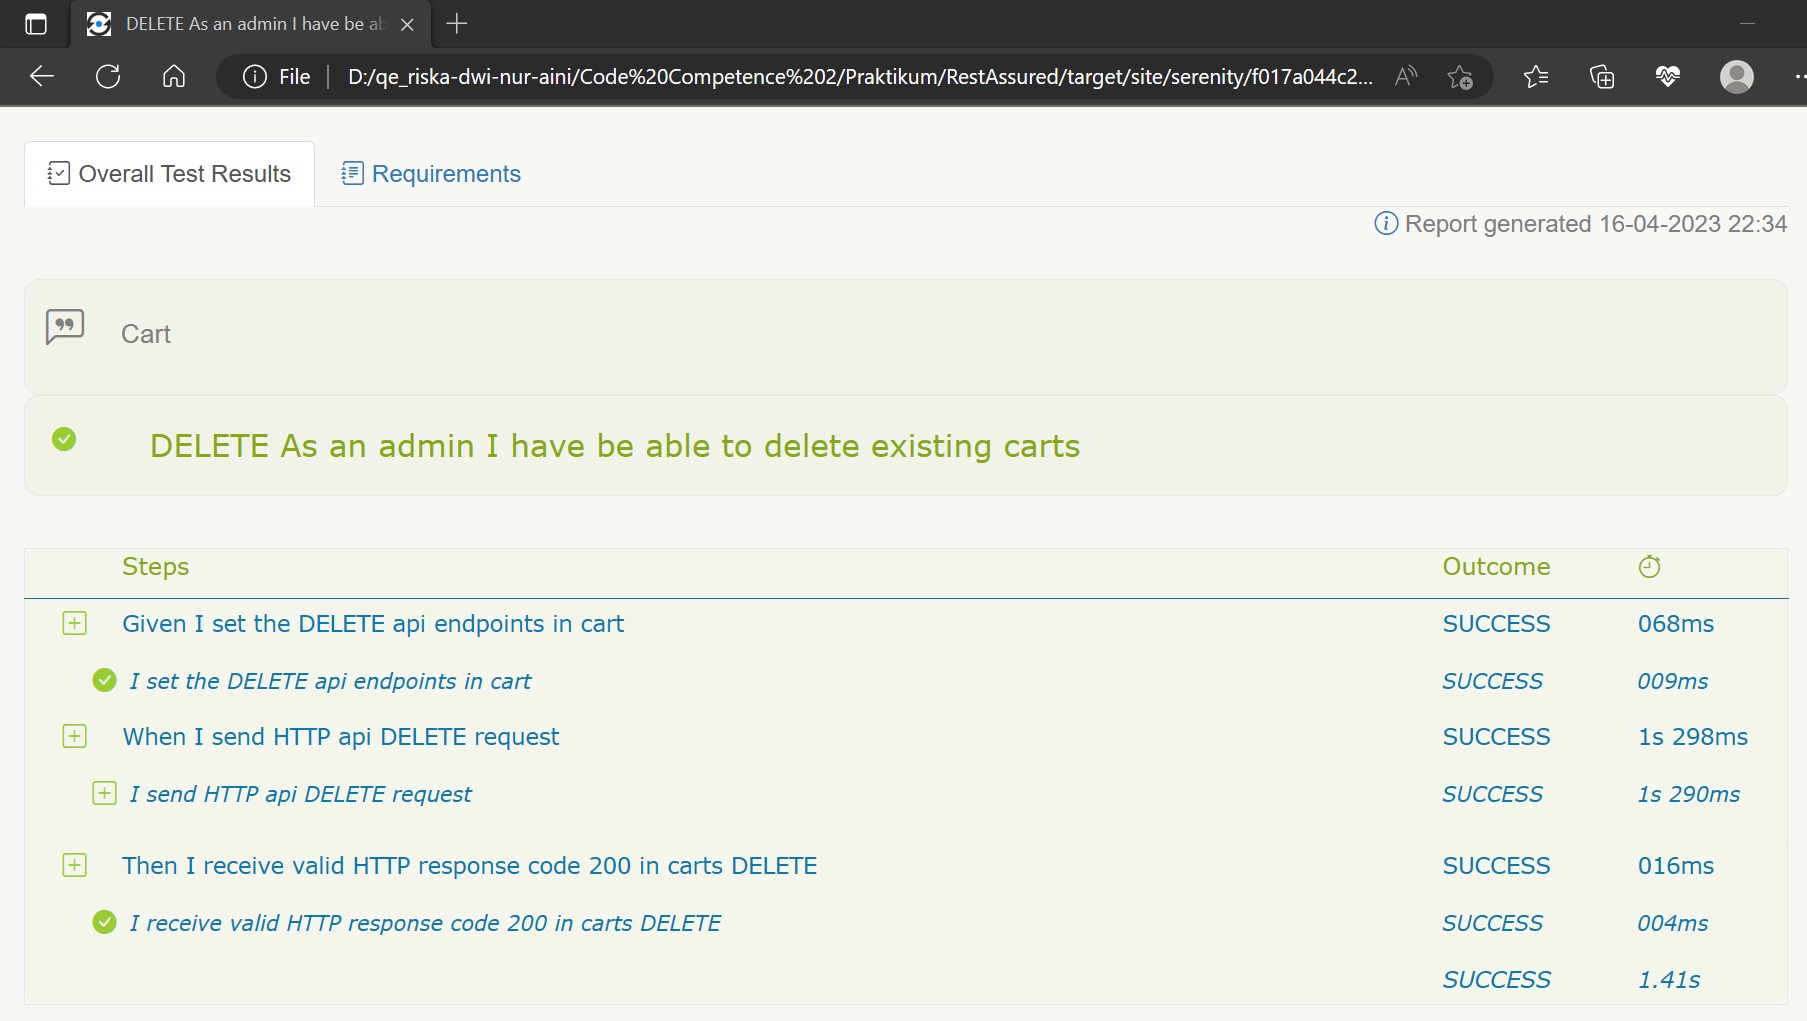 DELETE As an admin I have be ab
File
D:/qe_riska-dwi-nur-aini/Code%20Competence%202/Praktikum/RestAssured/target/site/serenity/f017a044c2...
Overall Test Results
Requirements
Report generated 16-04-2023 22:34
Cart
DELETE As an admin I have be able to delete existing carts
Steps Outcome
Given I set the DELETE api endpoints in cart SUCCESS 068ms
I set the DELETE api endpoints in cart SUCCESS 009ms
When I send HTTP api DELETE request SUCCESS 1s 298ms
I send HTTP api DELETE request SUCCESS 1s 290ms
Then I receive valid HTTP response code 200 in carts DELETE SUCCESS 016ms
I receive valid HTTP response code 200 in carts DELETE SUCCESS 004ms
SUCCESS 1.41s